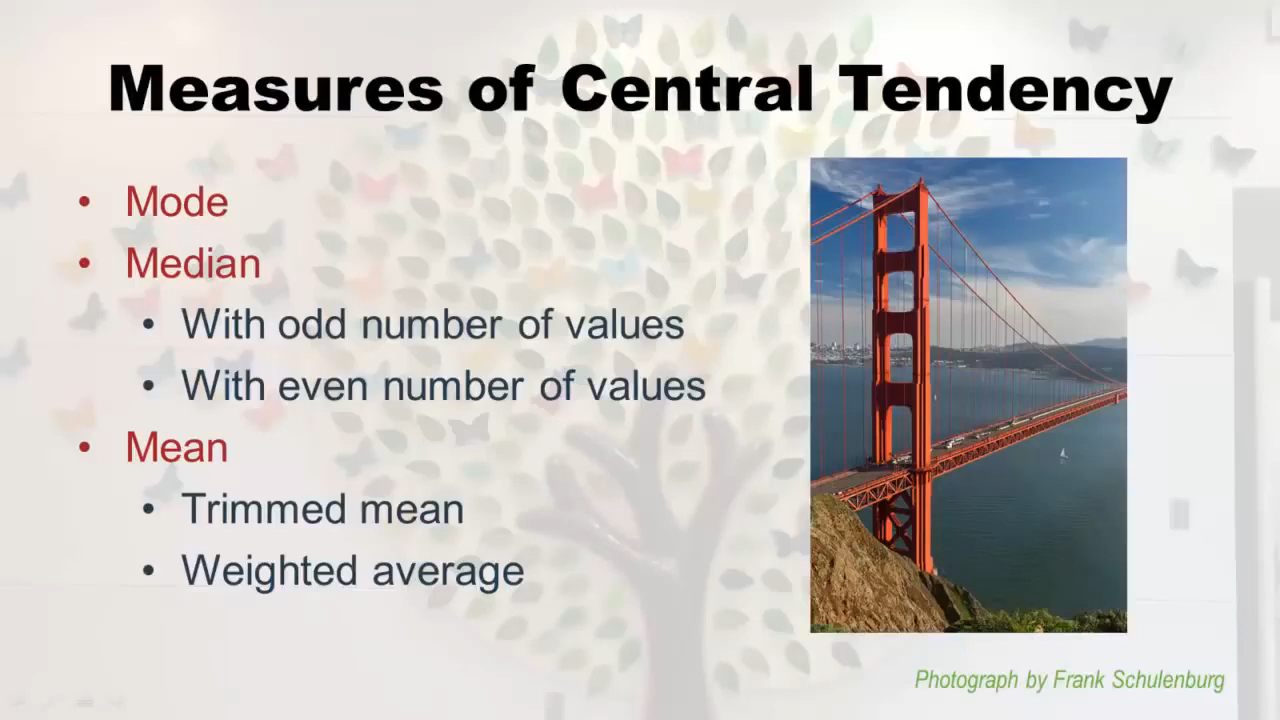 Measures of Central Tendency
• Mode
• Median
• With odd number of values
• With even number of values
• Mean
• Trimmed mean
• Weighted average
Photograph by Frank Schulenburg